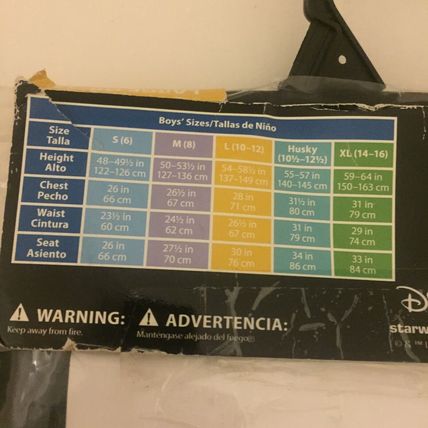 Boys' Sizes/Tallas de Niño
Size S (6) M (8) L (10–12) Husky XL (14–16)
Talla (10½–12½)
Height 48–49½ in 50–53½ in 54–58½ in 55–57 in 59–64 in
Alto 122–126 cm 127–136 cm 137–149 cm 140–145 cm 150–163 cm
Chest 26 in 26½ in 28 in 31½ in 31 in
Pecho 66 cm 67 cm 71 cm 80 cm 79 cm
Waist 23½ in 24½ in 26½ in 31 in 29 in
Cintura 60 cm 62 cm 67 cm 79 cm 74 cm
Seat 26 in 27½ in 30 in 34 in 33 in
Asiento 66 cm 70 cm 76 cm 86 cm 84 cm
WARNING: ADVERTENCIA:
Keep away from fire. Manténgase alejado del fuego
starw